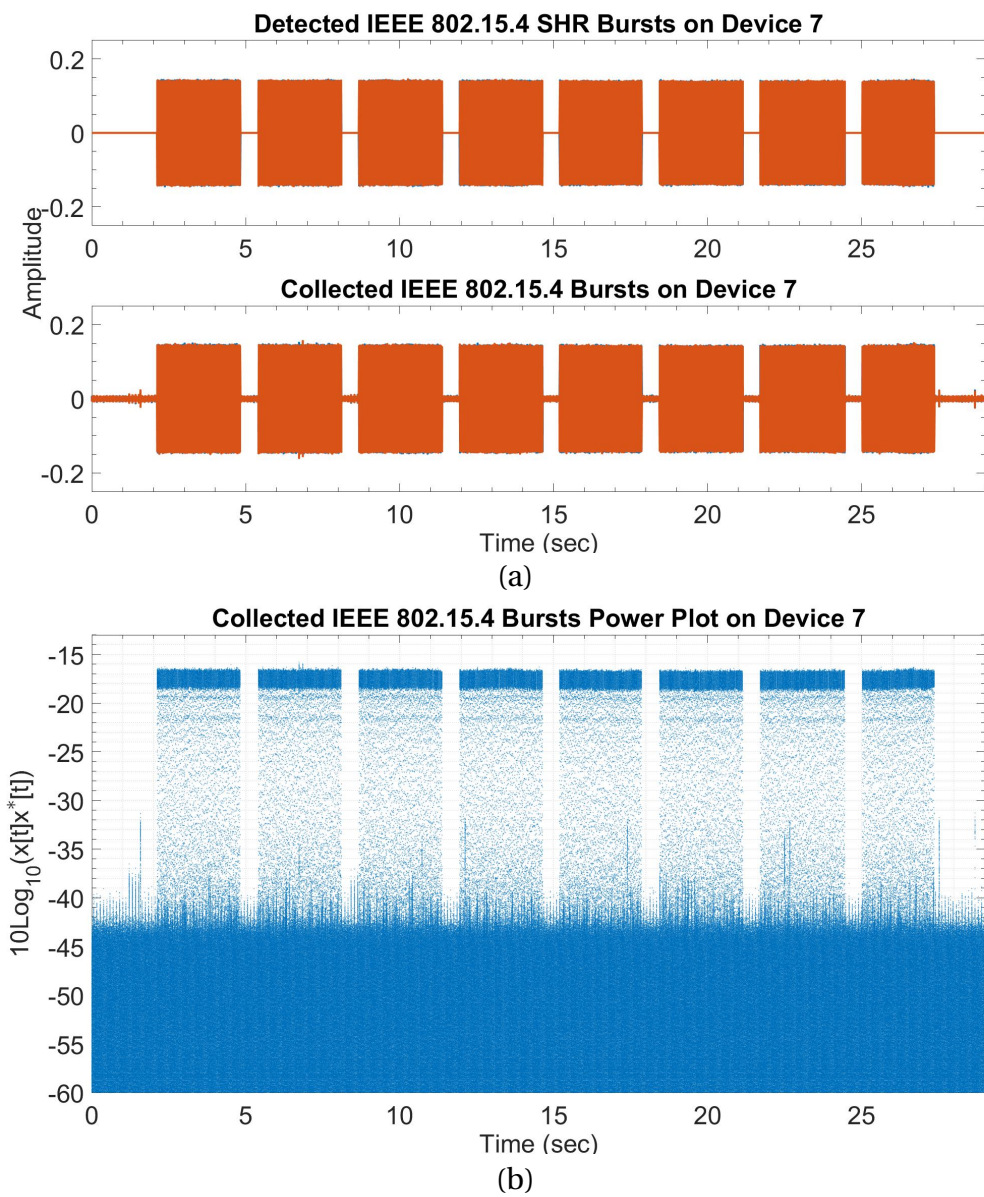 Detected IEEE 802.15.4 SHR Bursts on Device 7
0.2
0
-0.2
0 5 10 15 20 25
Amplitude
Collected IEEE 802.15.4 Bursts on Device 7
0.2
0
-0.2
0 5 10 15 20 25
Time (sec)
(a)
Collected IEEE 802.15.4 Bursts Power Plot on Device 7
-15
-20
-25
-30
-35
-40
-45
-50
-55
-60
10Log10(x[t]x*[t])
0 5 10 15 20 25
Time (sec)
(b)